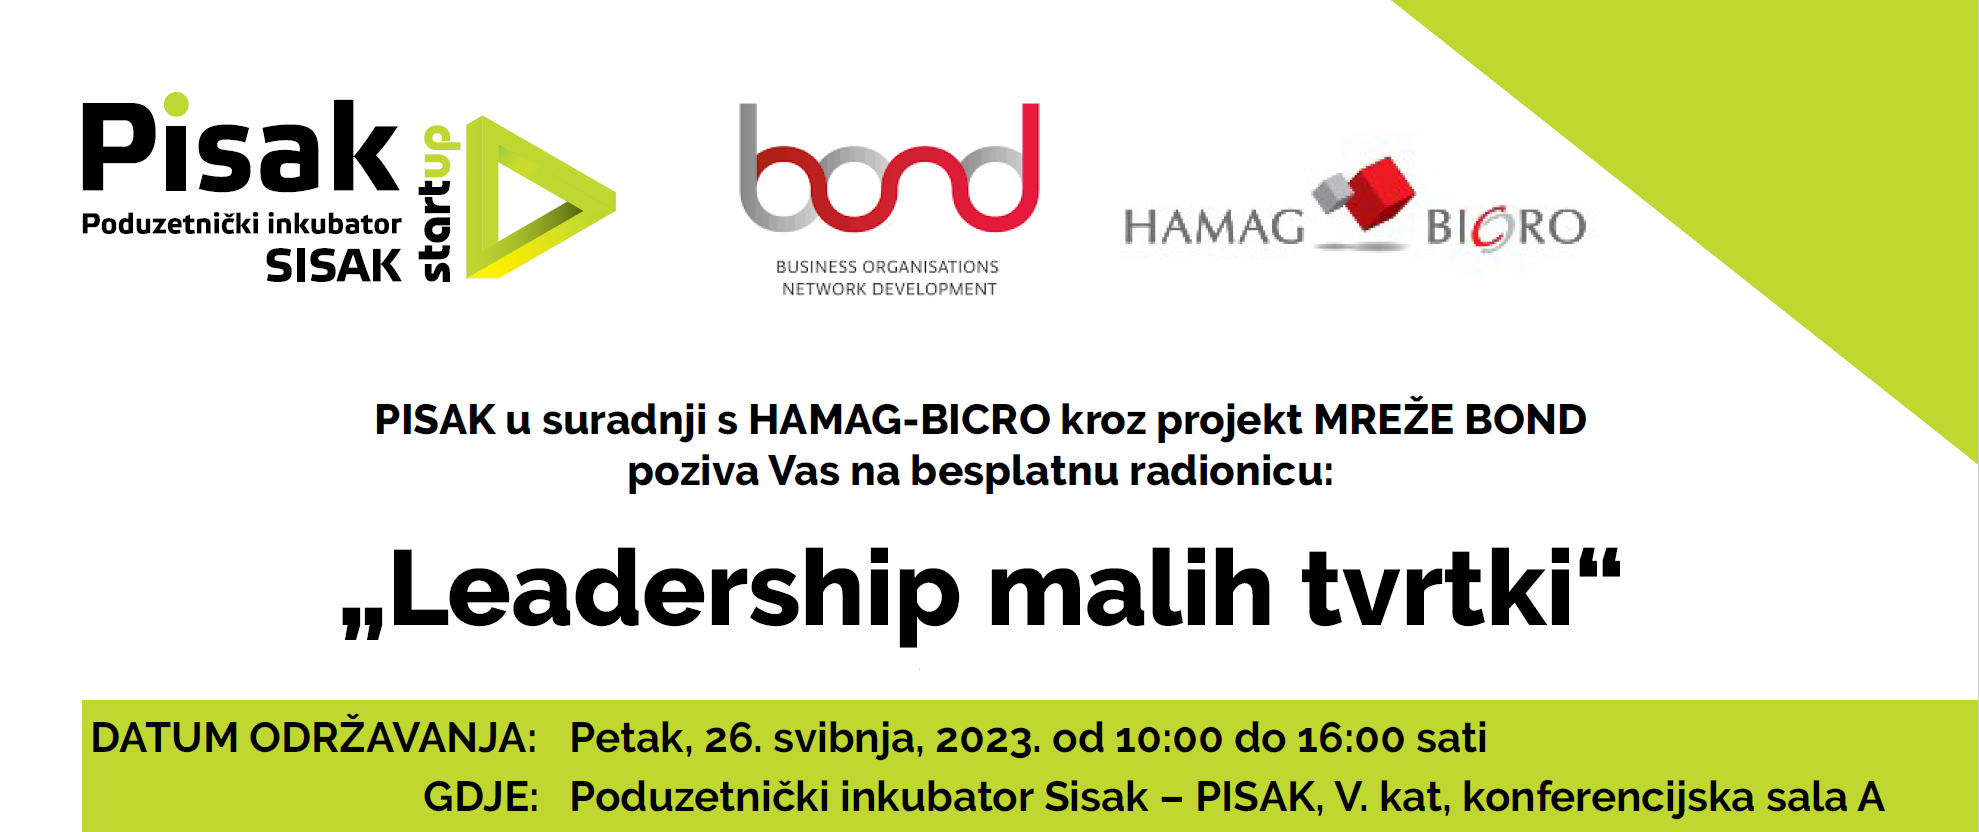 Pisak
Poduzetnički inkubator
SISAK
startup
bond
BUSINESS ORGANISATIONS
NETWORK DEVELOPMENT
HAMAG BICRO
PISAK u suradnji s HAMAG-BICRO kroz projekt MREŽE BOND
poziva Vas na besplatnu radionicu:
„Leadership malih tvrtki“
DATUM ODRŽAVANJA: Petak, 26. svibnja, 2023. od 10:00 do 16:00 sati
GDJE: Poduzetnički inkubator Sisak – PISAK, V. kat, konferencijska sala A